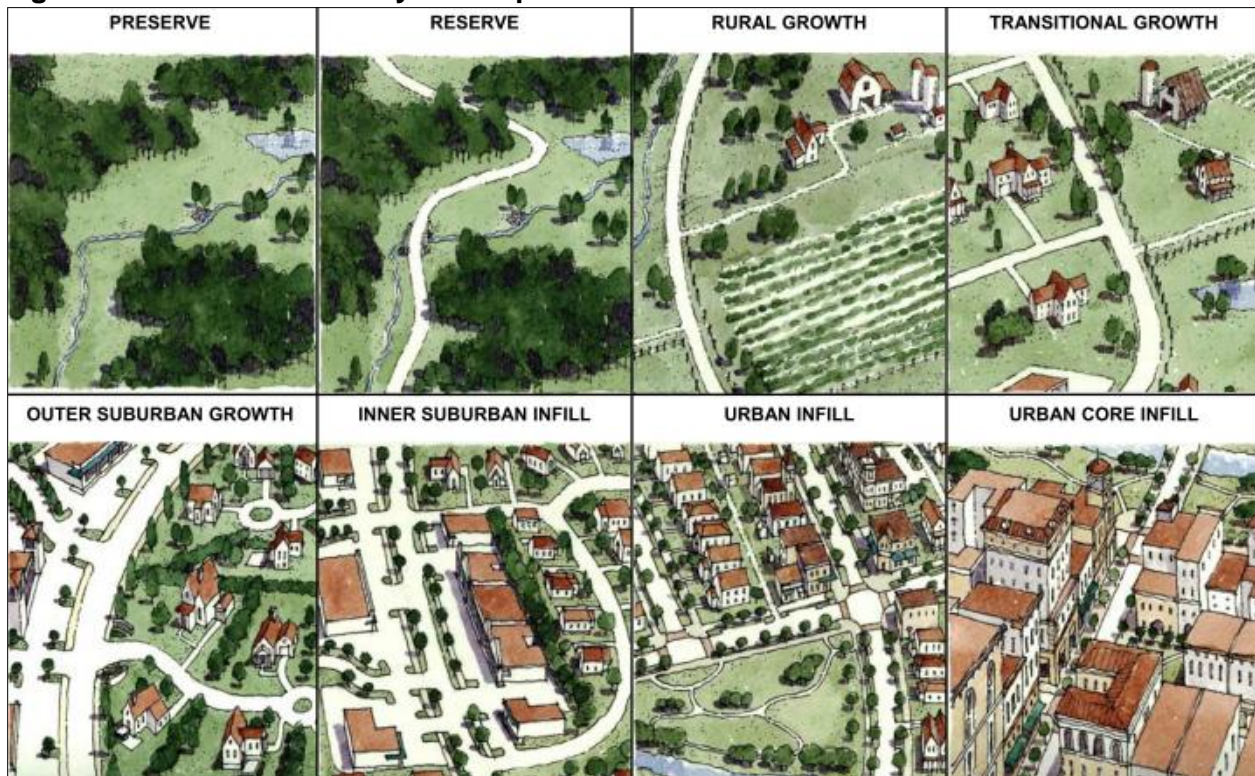 PRESERVE
RESERVE
RURAL GROWTH
TRANSITIONAL GROWTH
OUTER SUBURBAN GROWTH
INNER SUBURBAN INFILL
URBAN INFILL
URBAN CORE INFILL